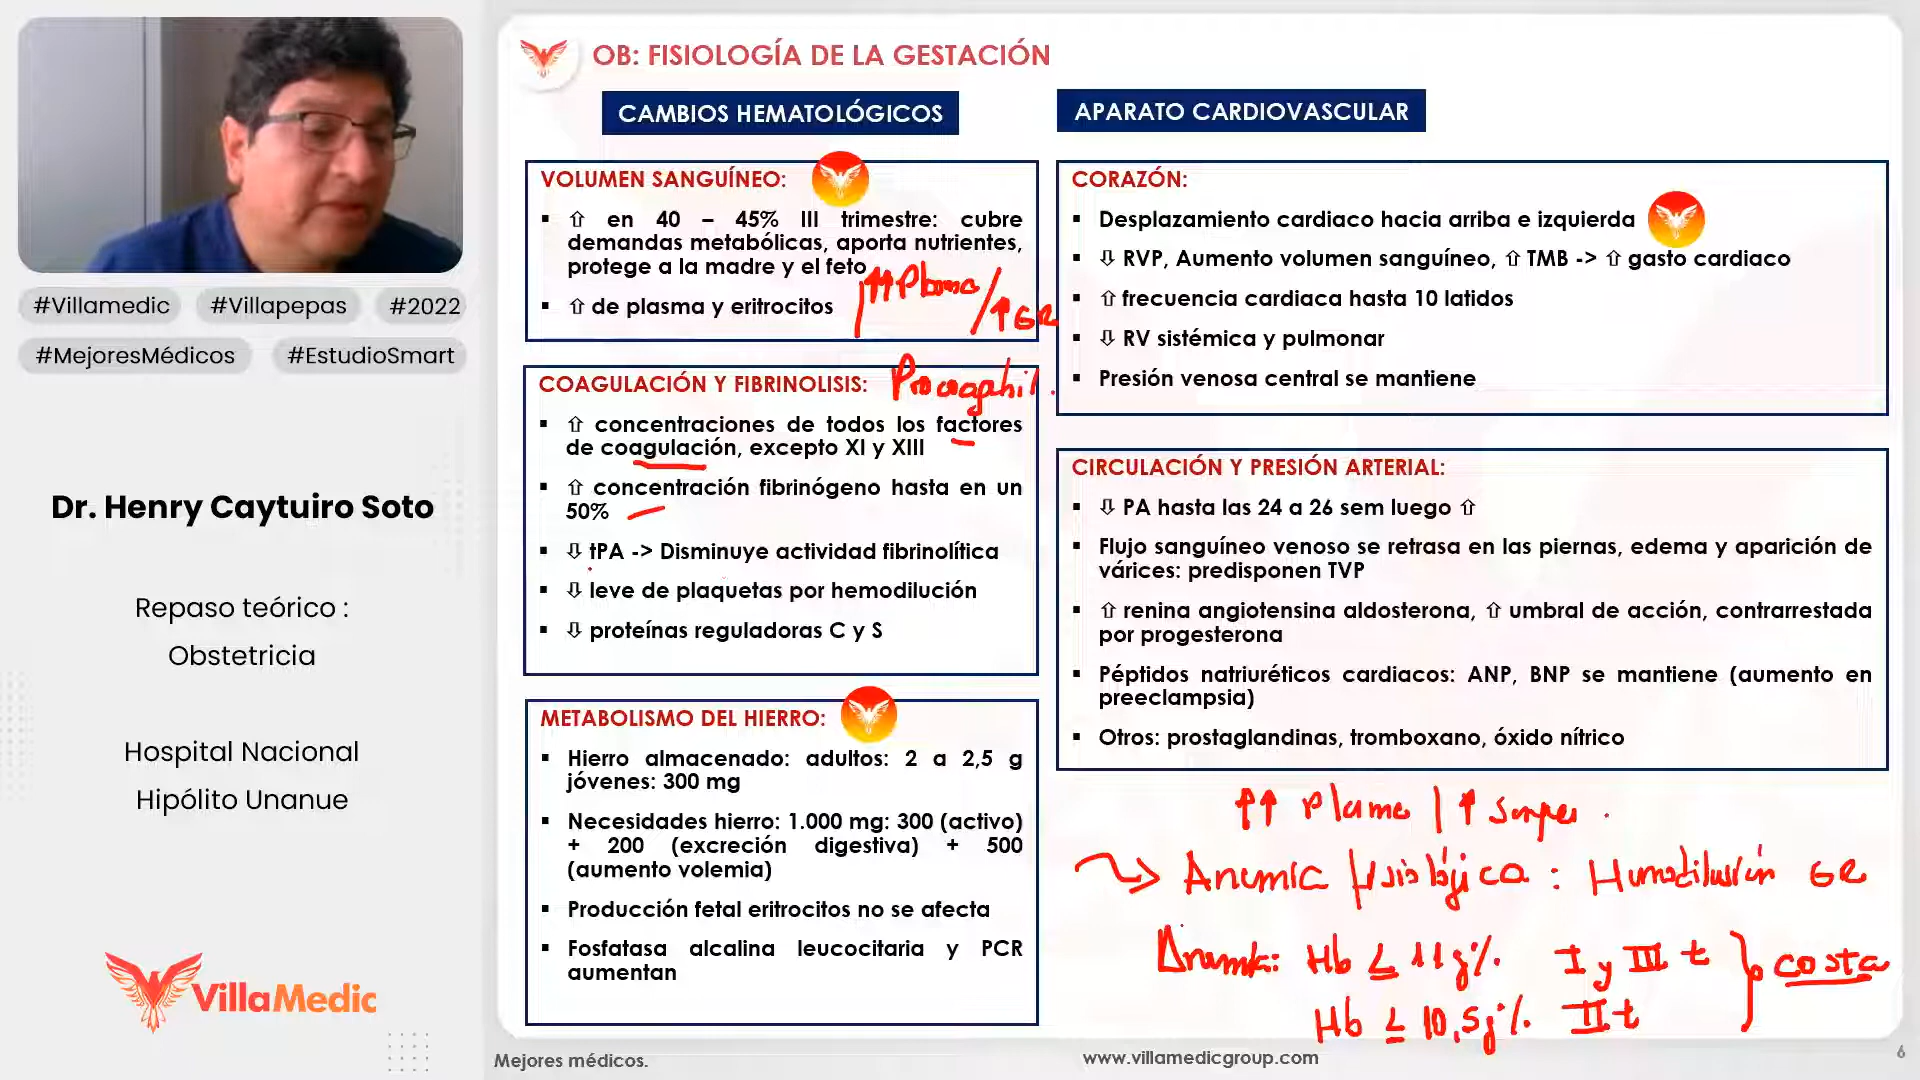 OB: FISIOLOGÍA DE LA GESTACIÓN
CAMBIOS HEMATOLÓGICOS
VOLUMEN SANGUÍNEO:
⇧ en 40 – 45% III trimestre: cubre
demandas metabólicas, aporta nutrientes,
protege a la madre y el feto
⇧ de plasma y eritrocitos
↑↑ Plasma / ↑ GR
COAGULACIÓN Y FIBRINOLISIS:
⇧ concentraciones de todos los factores
de coagulación, excepto XI y XIII
⇧ concentración fibrinógeno hasta en un
50%
⇩ tPA -> Disminuye actividad fibrinolítica
⇩ leve de plaquetas por hemodilución
⇩ proteínas reguladoras C y S
METABOLISMO DEL HIERRO:
Hierro almacenado: adultos: 2 a 2,5 g
jóvenes: 300 mg
Necesidades hierro: 1.000 mg: 300 (activo)
+ 200 (excreción digestiva) + 500
(aumento volemia)
Producción fetal eritrocitos no se afecta
Fosfatasa alcalina leucocitaria y PCR
aumentan
APARATO CARDIOVASCULAR
CORAZÓN:
Desplazamiento cardiaco hacia arriba e izquierda
⇩ RVP, Aumento volumen sanguíneo, ⇧ TMB -> ⇧ gasto cardiaco
⇧ frecuencia cardiaca hasta 10 latidos
⇩ RV sistémica y pulmonar
Presión venosa central se mantiene
CIRCULACIÓN Y PRESIÓN ARTERIAL:
⇩ PA hasta las 24 a 26 sem luego ⇧
Flujo sanguíneo venoso se retrasa en las piernas, edema y aparición de
várices: predisponen TVP
⇧ renina angiotensina aldosterona, ⇧ umbral de acción, contrarrestada
por progesterona
Péptidos natriuréticos cardiacos: ANP, BNP se mantiene (aumento en
preeclampsia)
Otros: prostaglandinas, tromboxano, óxido nítrico
↑↑ Plasma | ↑
Anemia fisiológica : Hemodilución GR
Anemia: Hb ≤ 11 g% I y III t
Hb ≤ 10,5 g% II t
costa
#Villamedic #Villapepas #2022
#MejoresMédicos #EstudioSmart
Dr. Henry Caytuiro Soto
Repaso teórico :
Obstetricia
Hospital Nacional
Hipólito Unanue
VillaMedic
Mejores médicos.
www.villamedicgroup.com
6